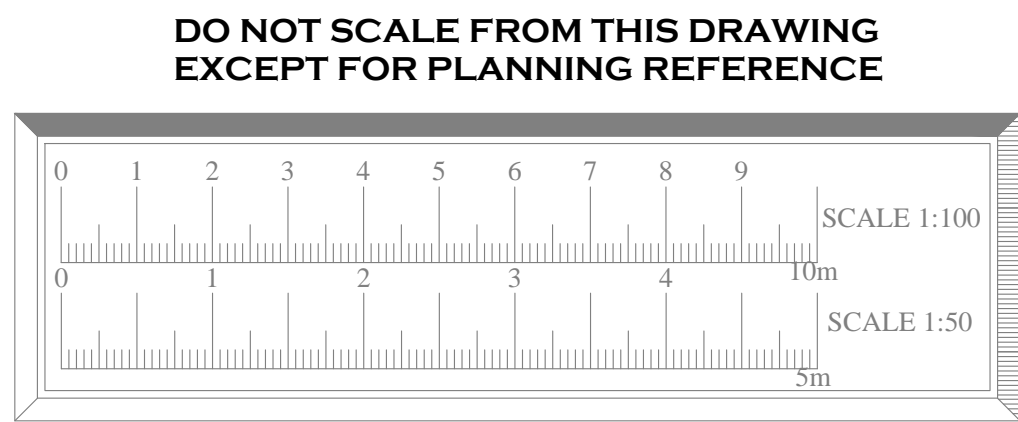 DO NOT SCALE FROM THIS DRAWING
EXCEPT FOR PLANNING REFERENCE
0 1 2 3 4 5 6 7 8 9
SCALE 1:100
10m
0 1 2 3 4
SCALE 1:50
5m